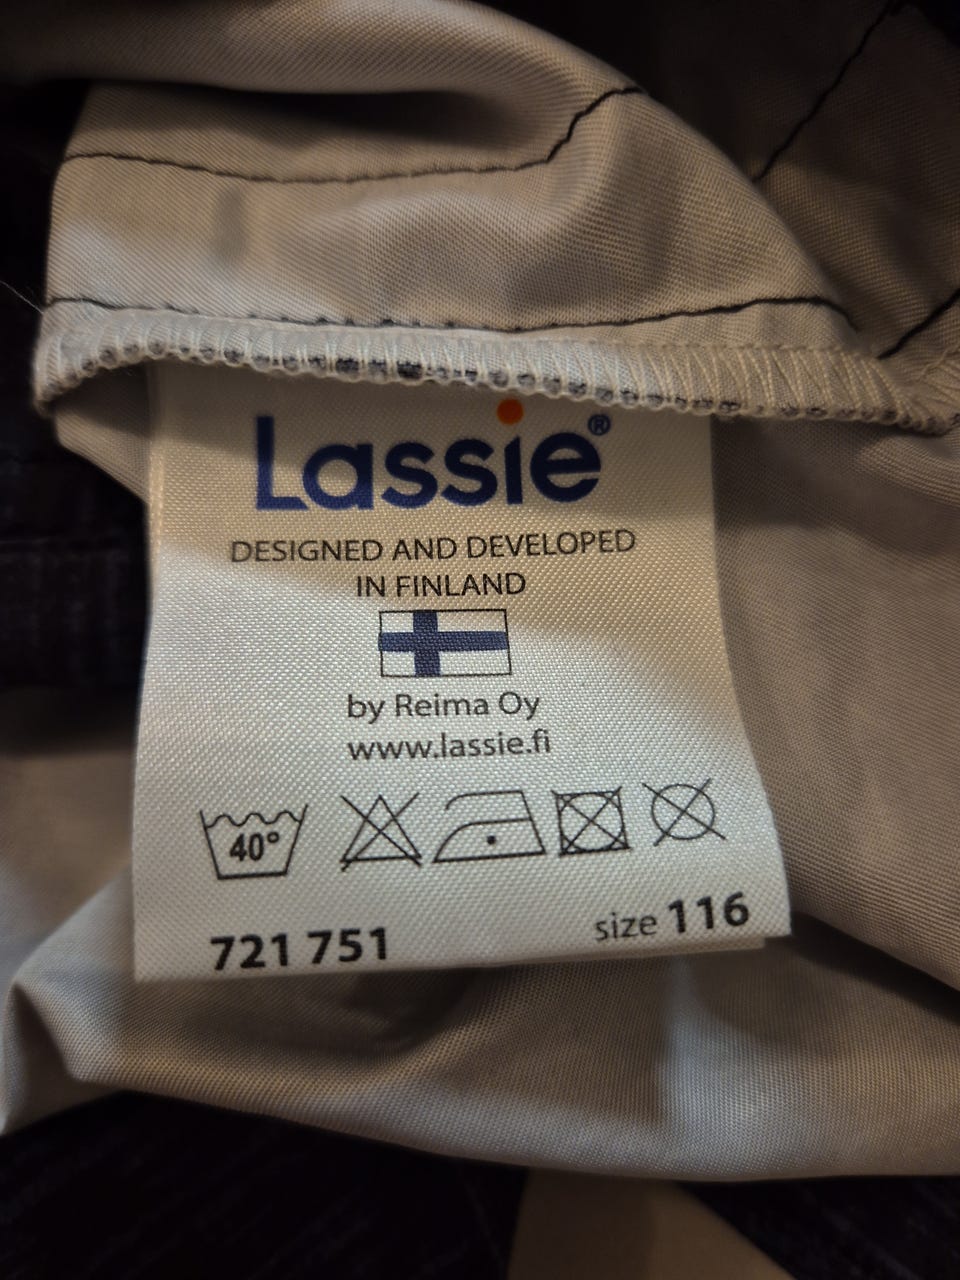 Lassie®
DESIGNED AND DEVELOPED
IN FINLAND
by Reima Oy
www.lassie.fi
40°
721 751 size 116